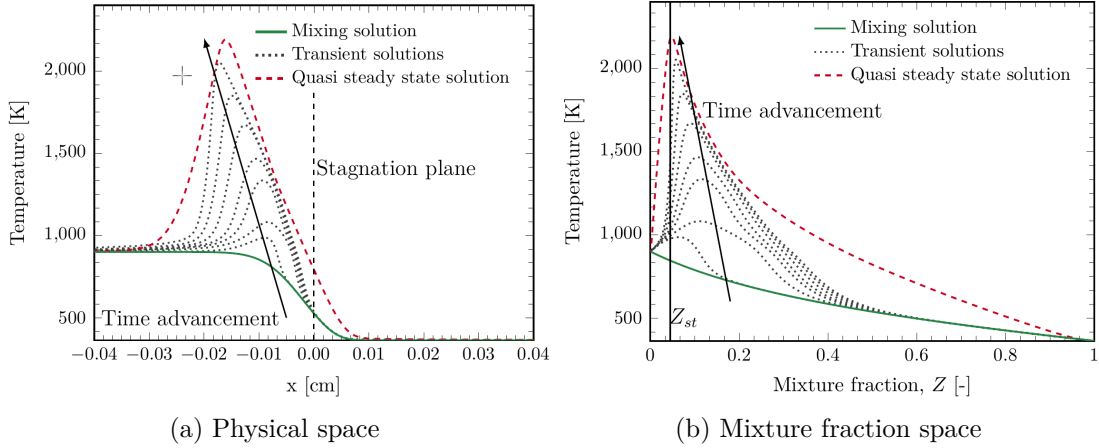 Mixing solution
Transient solutions
Quasi steady state solution
2,000
1,500
1,000
500
Temperature [K]
Stagnation plane
Time advancement
−0.04 −0.03 −0.02 −0.01 0.00 0.01 0.02 0.03 0.04
x [cm]
(a) Physical space
Mixing solution
Transient solutions
Quasi steady state solution
2,000
1,500
1,000
500
Temperature [K]
Time advancement
Z_st
0 0.2 0.4 0.6 0.8 1
Mixture fraction, Z [-]
(b) Mixture fraction space